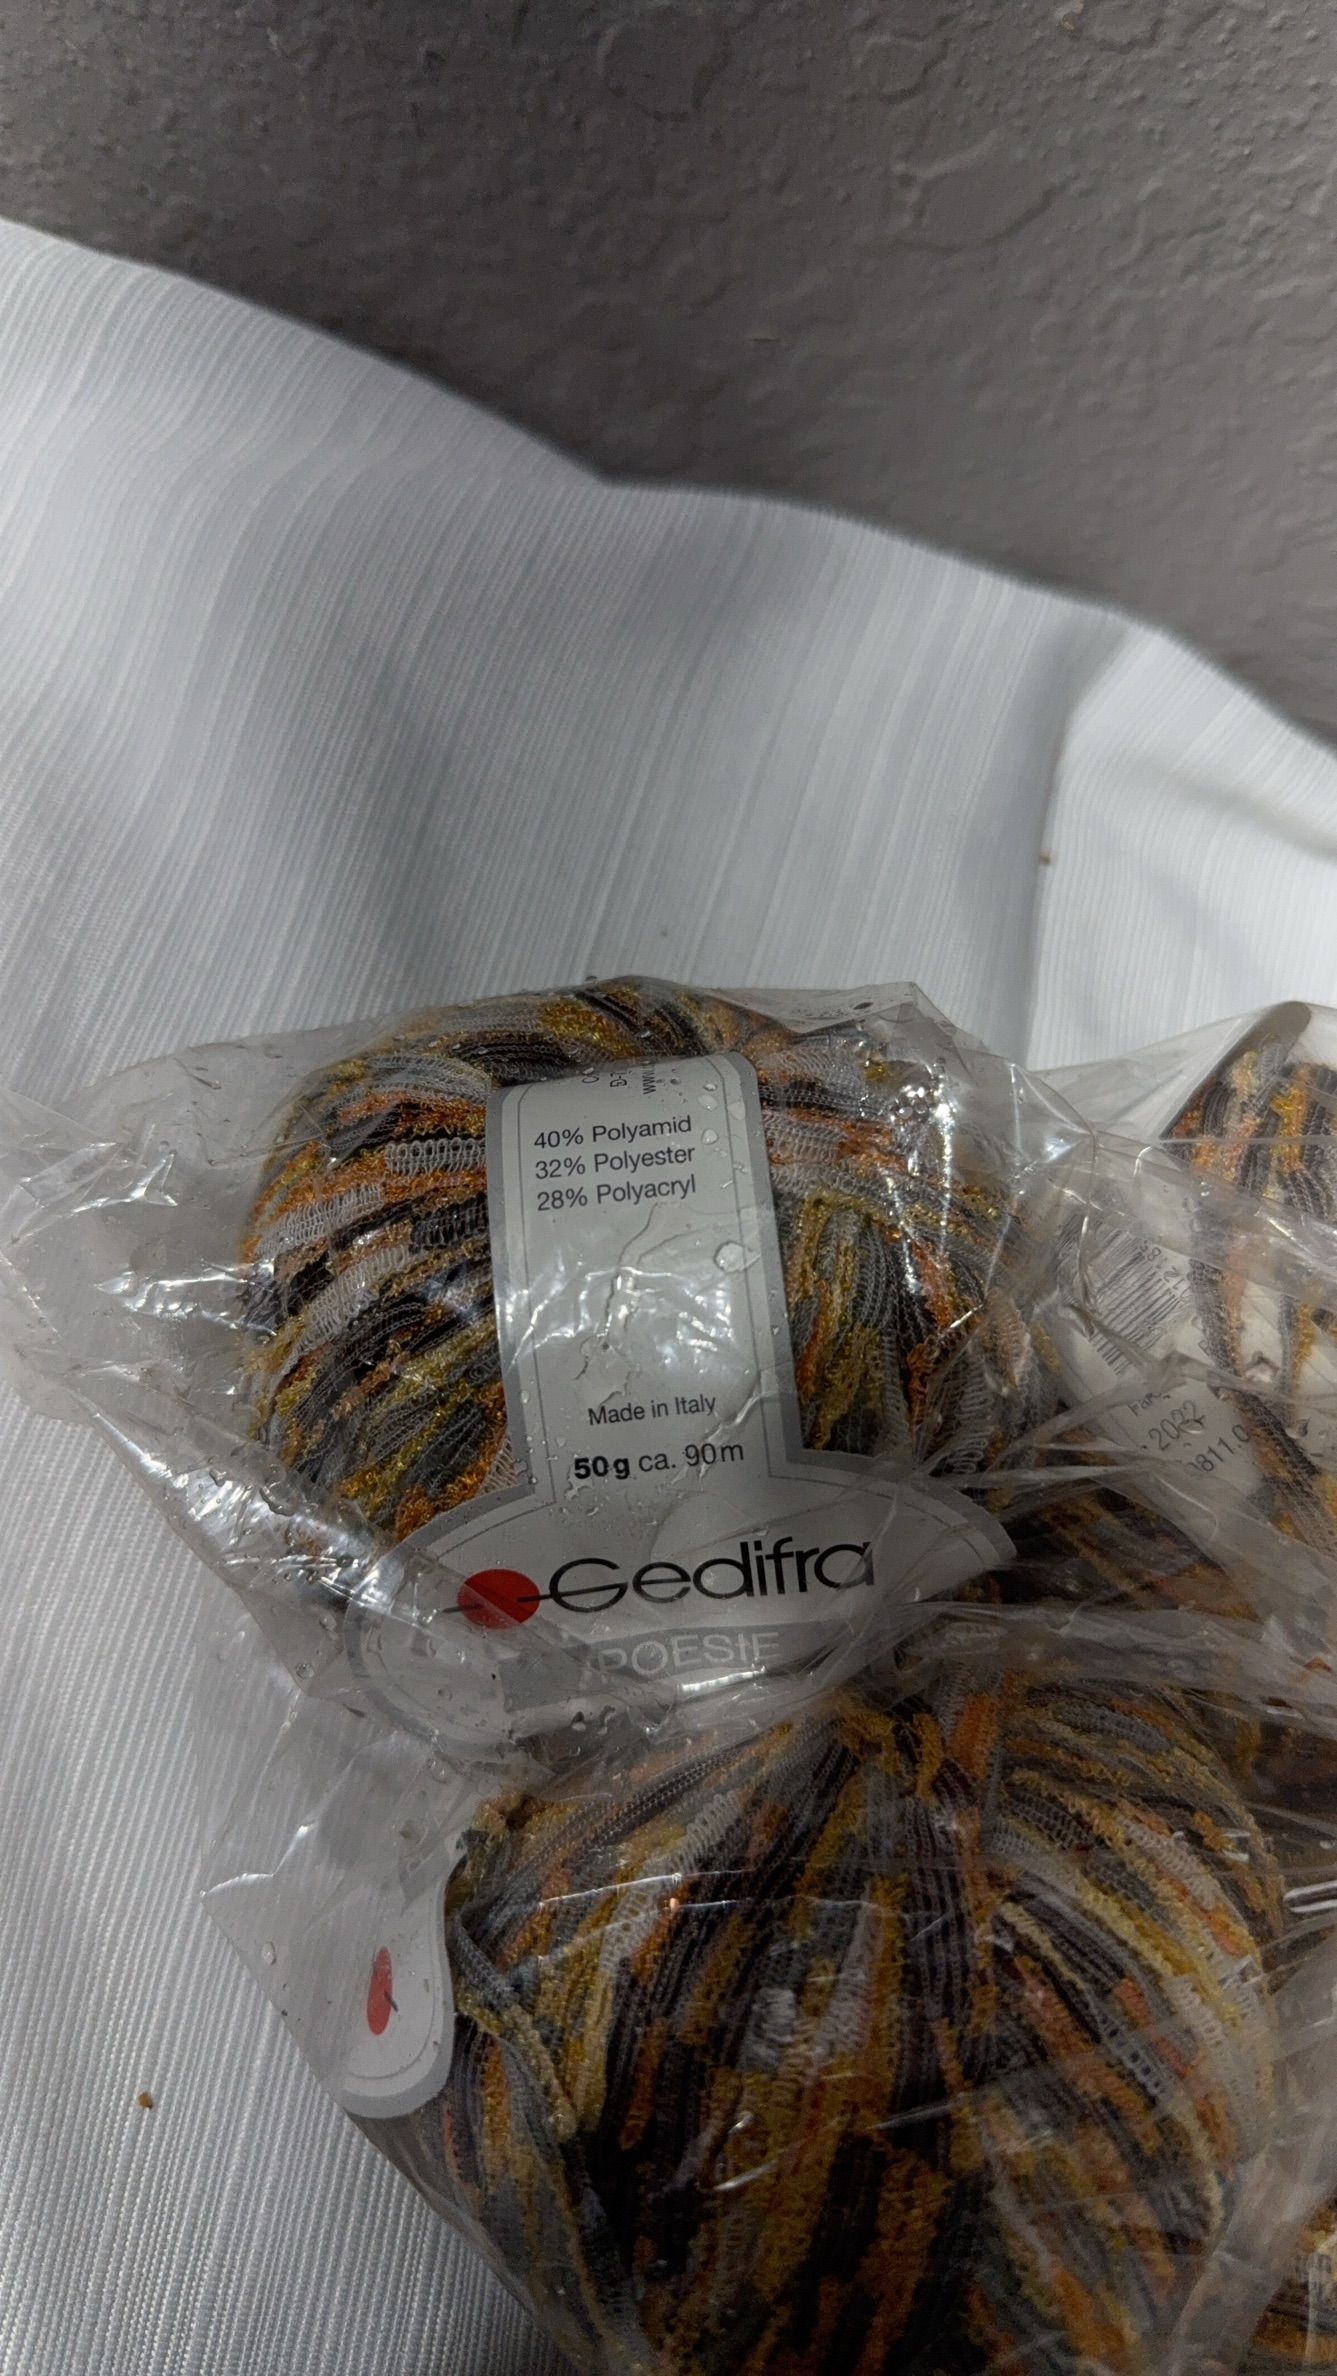 40% Polyamid
32% Polyester
28% Polyacryl
Made in Italy
50g ca. 90m
Gedifra
POESIE